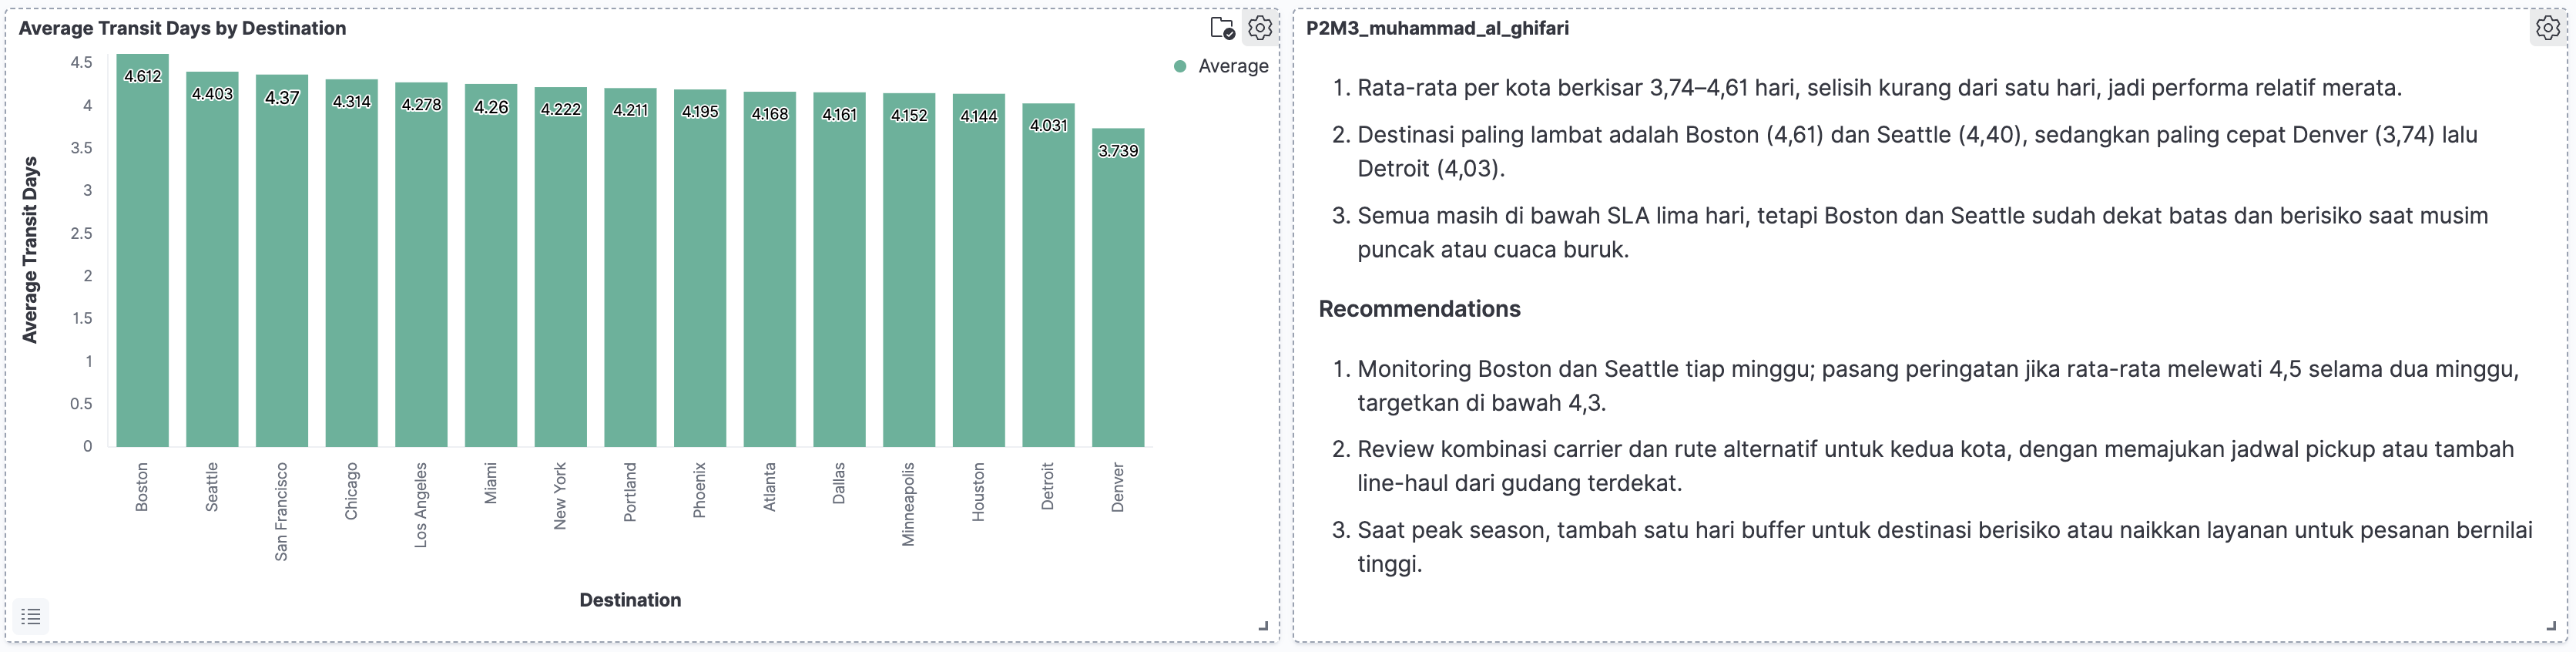 Average Transit Days by Destination
Average
Average Transit Days
4.5
4
3.5
3
2.5
2
1.5
1
0.5
0
4.612
4.403
4.37
4.314
4.278
4.26
4.222
4.211
4.195
4.168
4.161
4.152
4.144
4.031
3.739
Boston
Seattle
San Francisco
Chicago
Los Angeles
Miami
New York
Portland
Phoenix
Atlanta
Dallas
Minneapolis
Houston
Detroit
Denver
Destination
P2M3_muhammad_al_ghifari
1. Rata-rata per kota berkisar 3,74–4,61 hari, selisih kurang dari satu hari, jadi performa relatif merata.
2. Destinasi paling lambat adalah Boston (4,61) dan Seattle (4,40), sedangkan paling cepat Denver (3,74) lalu
Detroit (4,03).
3. Semua masih di bawah SLA lima hari, tetapi Boston dan Seattle sudah dekat batas dan berisiko saat musim
puncak atau cuaca buruk.
Recommendations
1. Monitoring Boston dan Seattle tiap minggu; pasang peringatan jika rata-rata melewati 4,5 selama dua minggu,
targetkan di bawah 4,3.
2. Review kombinasi carrier dan rute alternatif untuk kedua kota, dengan memajukan jadwal pickup atau tambah
line-haul dari gudang terdekat.
3. Saat peak season, tambah satu hari buffer untuk destinasi berisiko atau naikkan layanan untuk pesanan bernilai
tinggi.